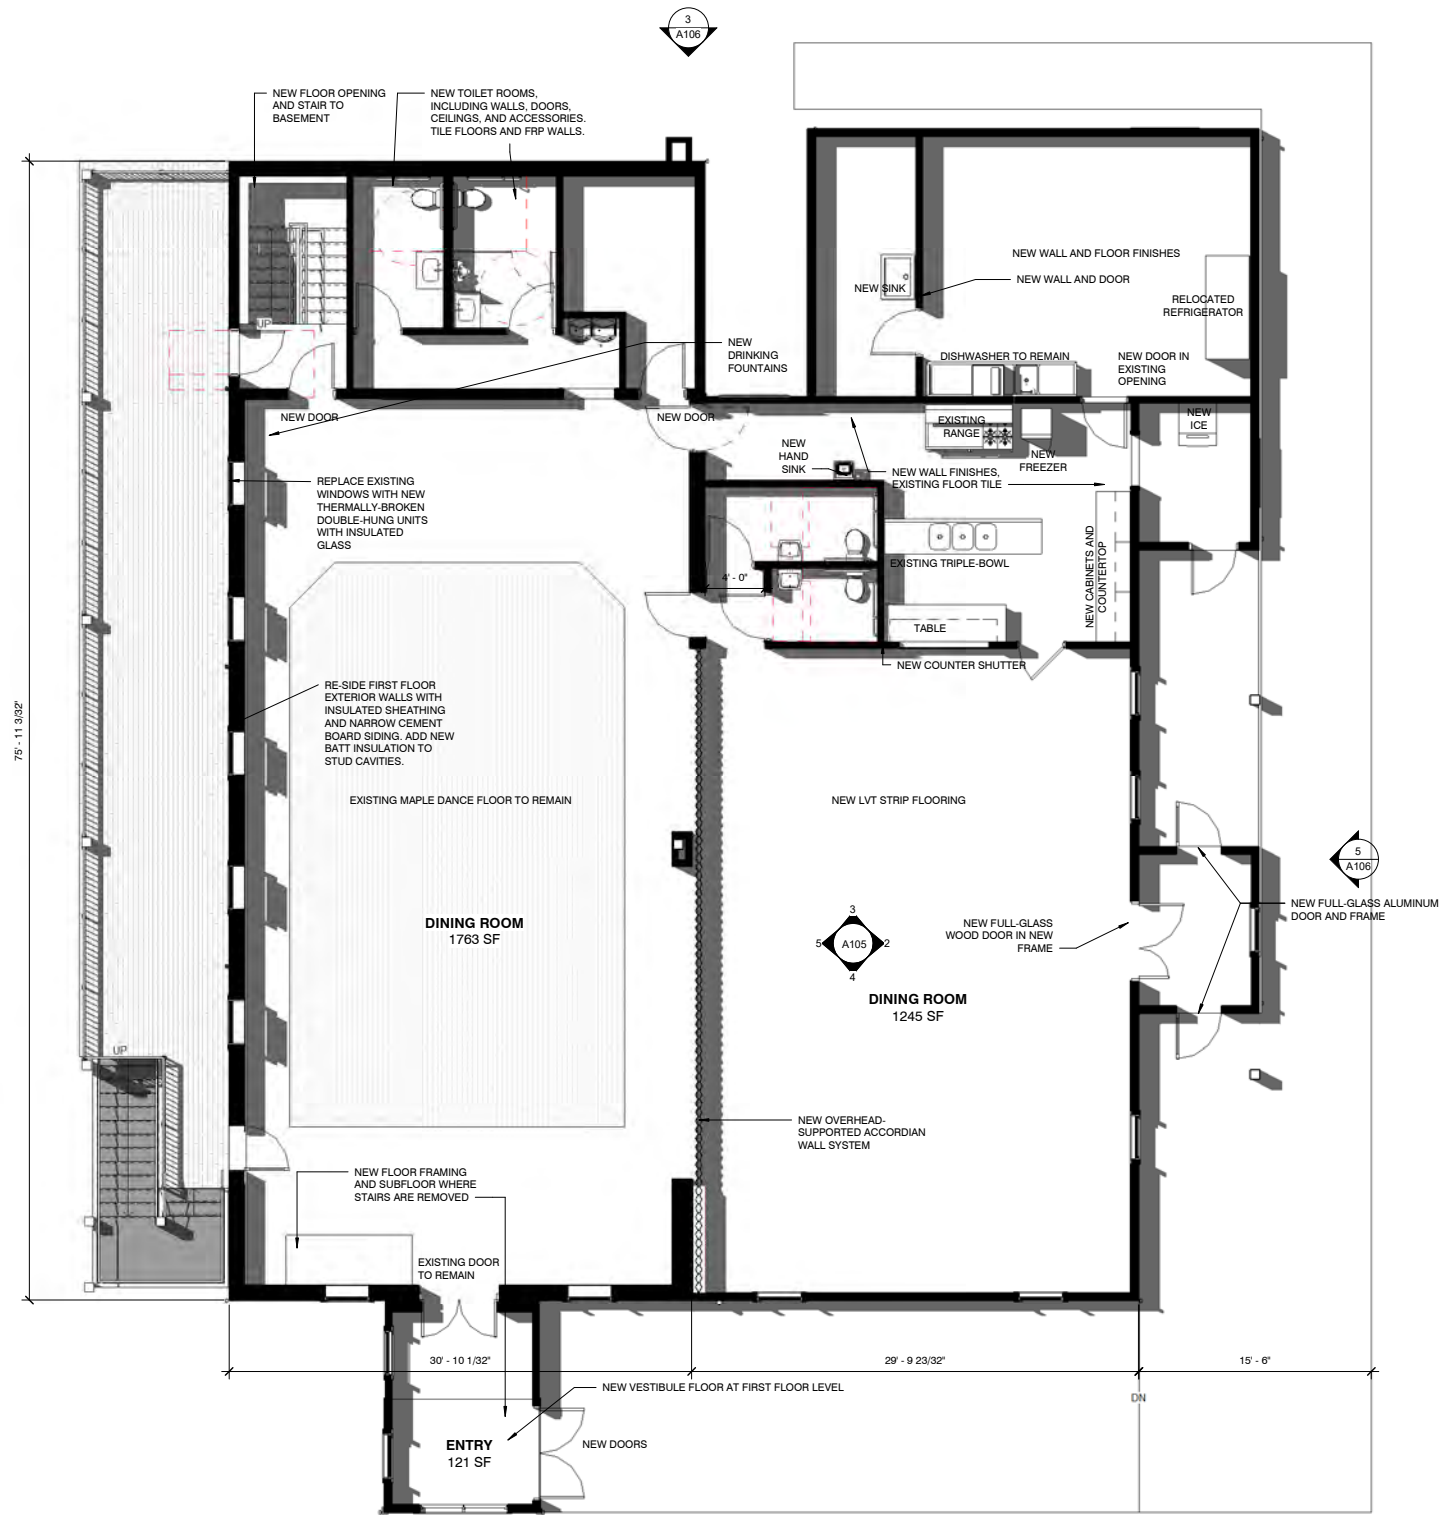 3
A106
NEW FLOOR OPENING
AND STAIR TO
BASEMENT
NEW TOILET ROOMS,
INCLUDING WALLS, DOORS,
CEILINGS, AND ACCESSORIES.
TILE FLOORS AND FRP WALLS.
NEW WALL AND FLOOR FINISHES
NEW WALL AND DOOR
NEW SINK
RELOCATED
REFRIGERATOR
UP
NEW
DRINKING
FOUNTAINS
DISHWASHER TO REMAIN
NEW DOOR IN
EXISTING
OPENING
NEW DOOR
NEW DOOR
EXISTING
RANGE
NEW
ICE
NEW
HAND
SINK
NEW
FREEZER
NEW WALL FINISHES,
EXISTING FLOOR TILE
REPLACE EXISTING
WINDOWS WITH NEW
THERMALLY-BROKEN
DOUBLE-HUNG UNITS
WITH INSULATED
GLASS
NEW CABINETS AND
COUNTERTOP
EXISTING TRIPLE-BOWL
4' - 0"
TABLE
NEW COUNTER SHUTTER
RE-SIDE FIRST FLOOR
EXTERIOR WALLS WITH
INSULATED SHEATHING
AND NARROW CEMENT
BOARD SIDING. ADD NEW
BATT INSULATION TO
STUD CAVITIES.
75' - 11 3/32"
EXISTING MAPLE DANCE FLOOR TO REMAIN
NEW LVT STRIP FLOORING
5
A106
NEW FULL-GLASS ALUMINUM
DOOR AND FRAME
DINING ROOM
1763 SF
3
5
A105
2
4
NEW FULL-GLASS
WOOD DOOR IN NEW
FRAME
DINING ROOM
1245 SF
UP
NEW OVERHEAD-
SUPPORTED ACCORDIAN
WALL SYSTEM
NEW FLOOR FRAMING
AND SUBFLOOR WHERE
STAIRS ARE REMOVED
EXISTING DOOR
TO REMAIN
30' - 10 1/32"
29' - 9 23/32"
15' - 6"
NEW VESTIBULE FLOOR AT FIRST FLOOR LEVEL
DN
ENTRY
121 SF
NEW DOORS